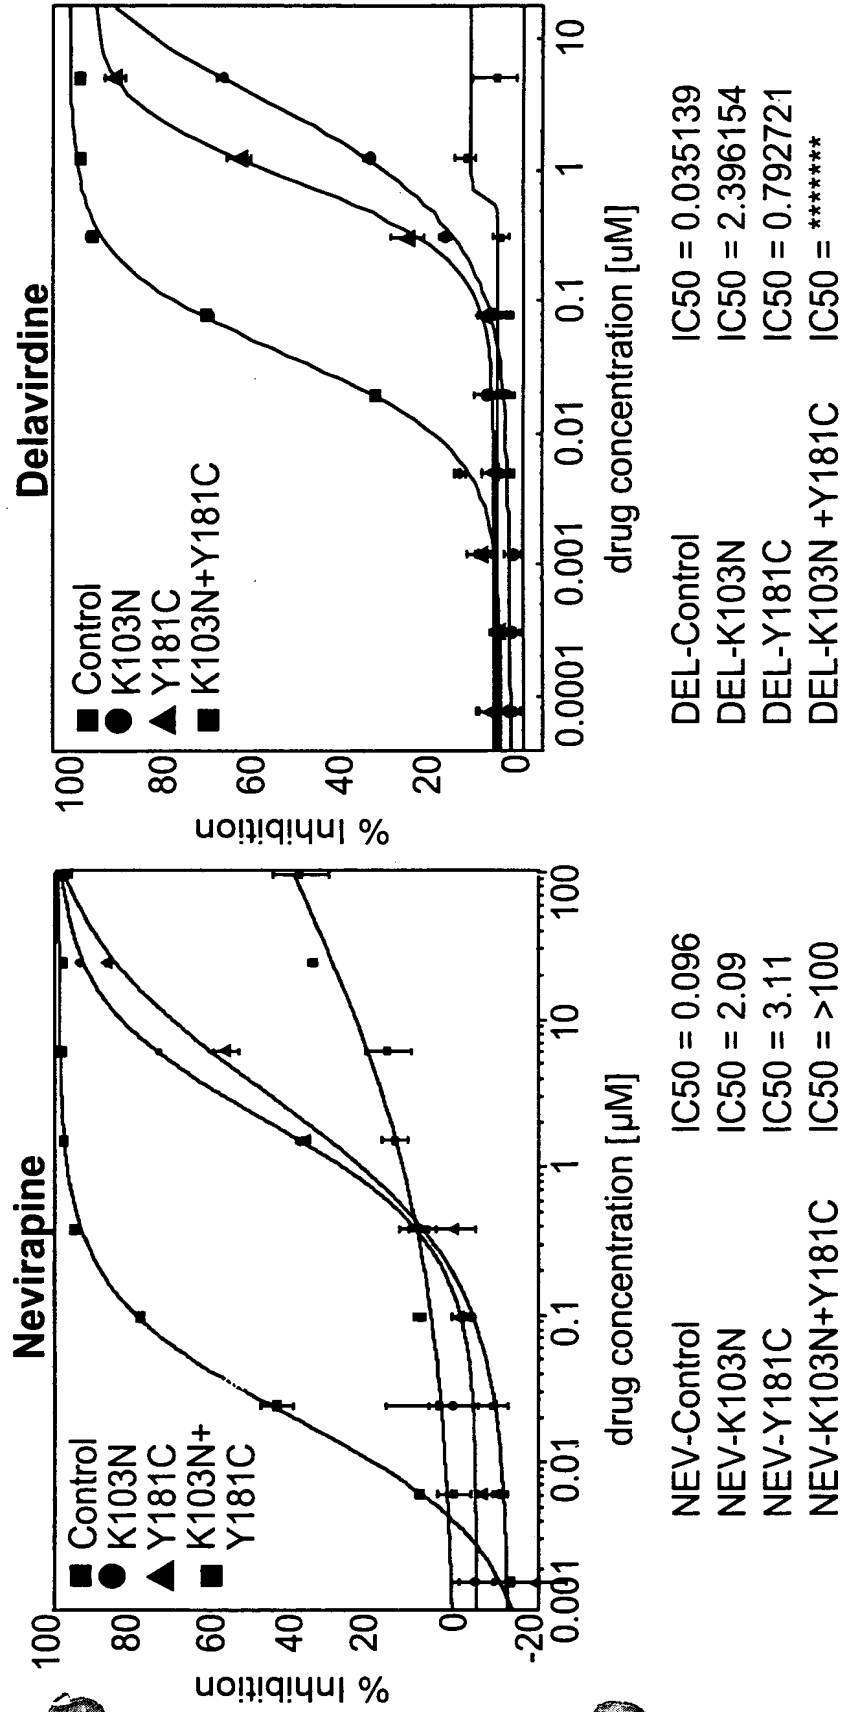 Nevirapine
% Inhibition
100
80
60
40
20
0
-20
Control
K103N
Y181C
K103N+
Y181C
0.001
0.01
0.1
1
10
100
drug concentration [µM]
NEV-Control IC50 = 0.096
NEV-K103N IC50 = 2.09
NEV-Y181C IC50 = 3.11
NEV-K103N+Y181C IC50 = >100
Delavirdine
% Inhibition
100
80
60
40
20
0
Control
K103N
Y181C
K103N+Y181C
0.0001
0.001
0.01
0.1
1
10
drug concentration [uM]
DEL-Control IC50 = 0.035139
DEL-K103N IC50 = 2.396154
DEL-Y181C IC50 = 0.792721
DEL-K103N +Y181C IC50 = *******